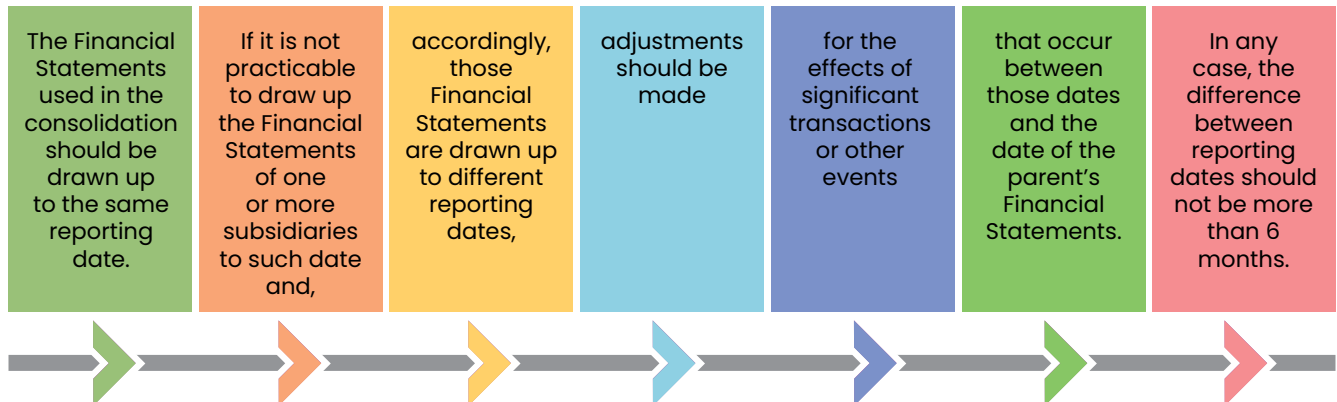 The Financial
Statements
used in the
consolidation
should be
drawn up
to the same
reporting
date.
If it is not
practicable
to draw up
the Financial
Statements
of one
or more
subsidiaries
to such date
and,
accordingly,
those
Financial
Statements
are drawn up
to different
reporting
dates,
adjustments
should be
made
for the
effects of
significant
transactions
or other
events
that occur
between
those dates
and the
date of the
parent’s
Financial
Statements.
In any
case, the
difference
between
reporting
dates should
not be more
than 6
months.